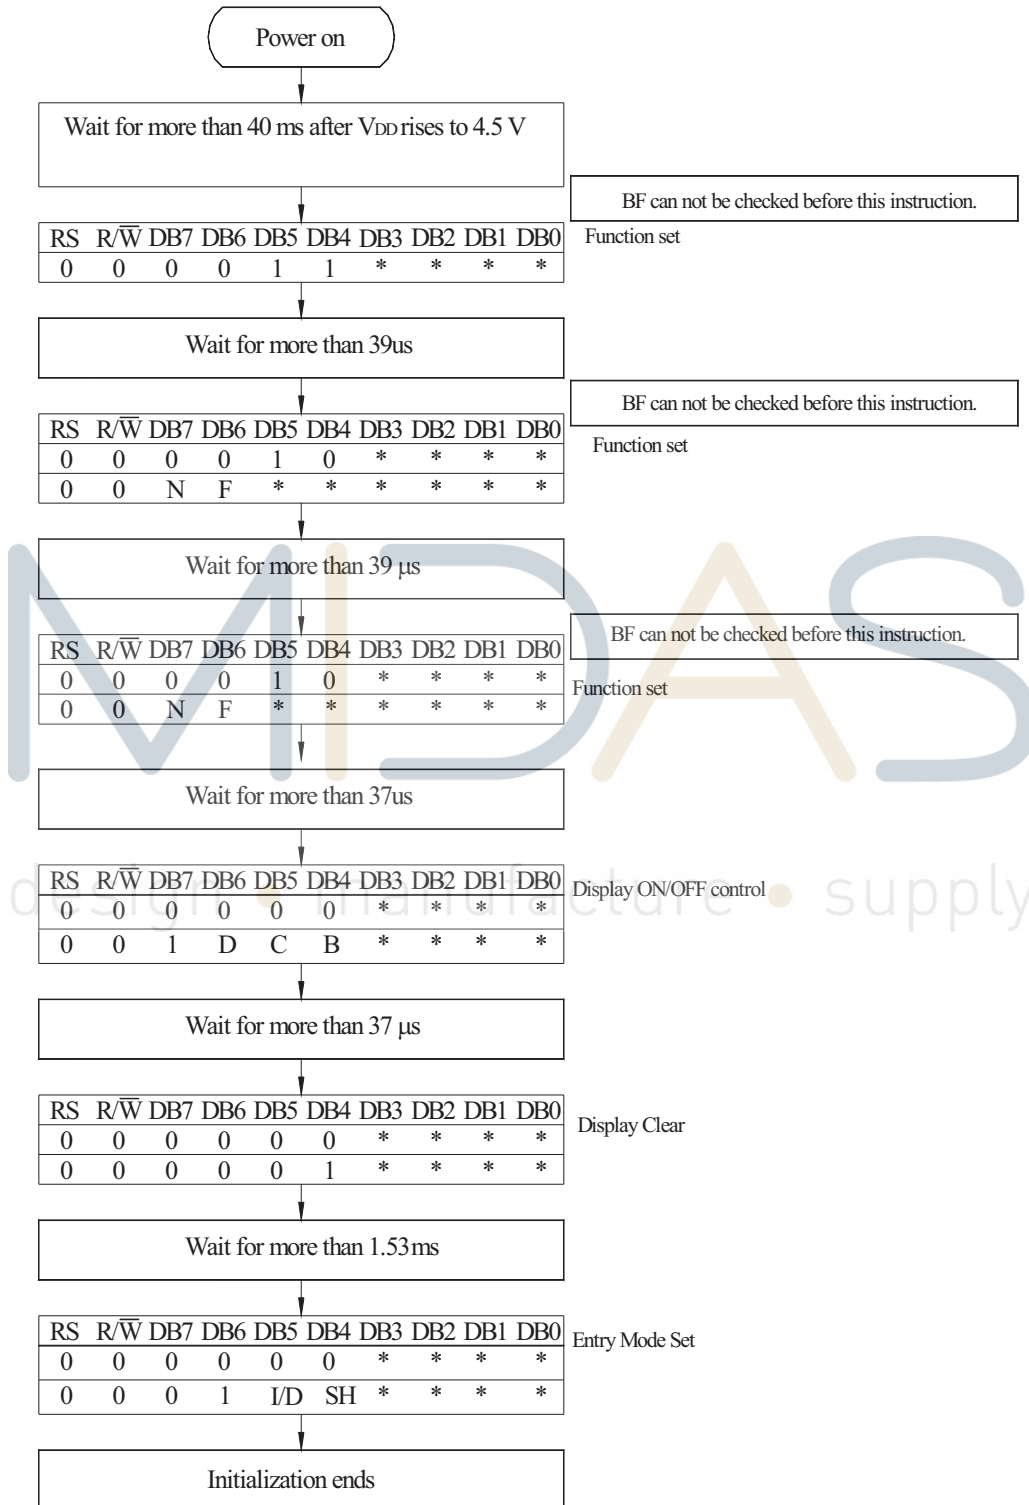 Power on
Wait for more than 40 ms after VDD rises to 4.5 V
BF can not be checked before this instruction.
RS R/W̅ DB7 DB6 DB5 DB4 DB3 DB2 DB1 DB0
Function set
0 0 0 0 1 1 * * * *
Wait for more than 39us
BF can not be checked before this instruction.
RS R/W̅ DB7 DB6 DB5 DB4 DB3 DB2 DB1 DB0
Function set
0 0 0 0 1 0 * * * *
0 0 N F * * * * * *
Wait for more than 39 µs
BF can not be checked before this instruction.
RS R/W̅ DB7 DB6 DB5 DB4 DB3 DB2 DB1 DB0
0 0 0 0 1 0 * * * *
Function set
0 0 N F * * * * * *
MIDAS
Wait for more than 37us
RS R/W̅ DB7 DB6 DB5 DB4 DB3 DB2 DB1 DB0
Display ON/OFF control
design • manufacture • supply
0 0 0 0 0 0 * * * *
0 0 1 D C B * * * *
Wait for more than 37 µs
RS R/W̅ DB7 DB6 DB5 DB4 DB3 DB2 DB1 DB0
Display Clear
0 0 0 0 0 0 * * * *
0 0 0 0 0 1 * * * *
Wait for more than 1.53ms
RS R/W̅ DB7 DB6 DB5 DB4 DB3 DB2 DB1 DB0
Entry Mode Set
0 0 0 0 0 0 * * * *
0 0 0 1 I/D SH * * * *
Initialization ends